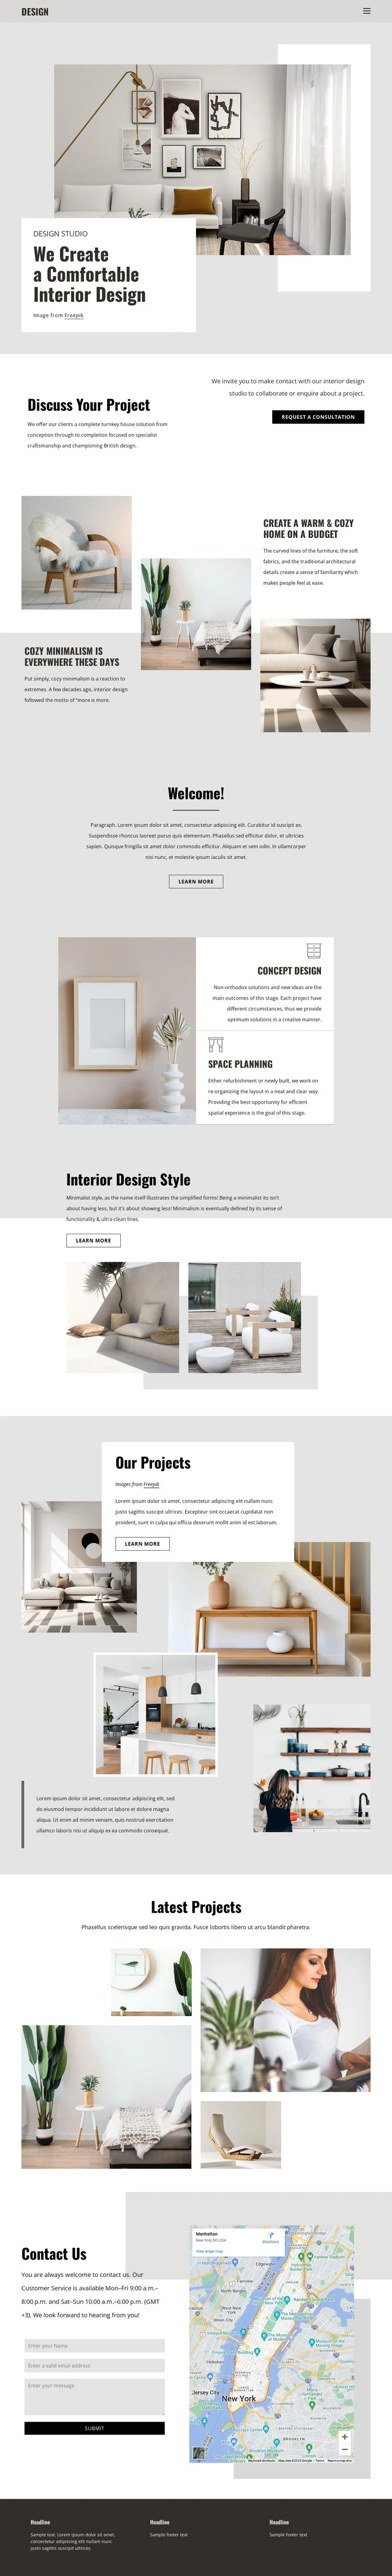 DESIGN
DESIGN STUDIO
We Create
a Comfortable
Interior Design
Image from Freepik
We invite you to make contact with our interior design
studio to collaborate or enquire about a project.
REQUEST A CONSULTATION
Discuss Your Project
We offer our clients a complete turnkey house solution from
conception through to completion focused on specialist
craftsmanship and championing British design.
CREATE A WARM & COZY
HOME ON A BUDGET
The curved lines of the furniture, the soft
fabrics, and the traditional architectural
details create a sense of familiarity which
makes people feel at ease.
COZY MINIMALISM IS
EVERYWHERE THESE DAYS
Put simply, cozy minimalism is a reaction to
extremes. A few decades ago, interior design
followed the motto of “more is more.
Welcome!
Paragraph. Lorem ipsum dolor sit amet, consectetur adipiscing elit. Curabitur id suscipit ex.
Suspendisse rhoncus laoreet purus quis elementum. Phasellus sed efficitur dolor, et ultricies
sapien. Quisque fringilla sit amet dolor commodo efficitur. Aliquam et sem odio. In ullamcorper
nisi nunc, et molestie ipsum iaculis sit amet.
LEARN MORE
CONCEPT DESIGN
Non-orthodox solutions and new ideas are the
main outcomes of this stage. Each project have
different circumstances, thus we provide
optimum solutions in a creative manner.
SPACE PLANNING
Either refurbishment or newly built, we work on
re-organizing the layout in a neat and clear way.
Providing the best opportunity for efficient
spatial experience is the goal of this stage.
Interior Design Style
Minimalist style, as the name itself illustrates the simplified forms! Being a minimalist its isn’t
about having less, but it’s about showing less! Minimalism is eventually defined by its sense of
functionality & ultra-clean lines.
LEARN MORE
Our Projects
Images from Freepik
Lorem ipsum dolor sit amet, consectetur adipiscing elit nullam nunc
justo sagittis suscipit ultrices. Excepteur sint occaecat cupidatat non
proident, sunt in culpa qui officia deserunt mollit anim id est laborum.
LEARN MORE
Lorem ipsum dolor sit amet, consectetur adipiscing elit, sed
do eiusmod tempor incididunt ut labore et dolore magna
aliqua. Ut enim ad minim veniam, quis nostrud exercitation
ullamco laboris nisi ut aliquip ex ea commodo consequat.
Latest Projects
Phasellus scelerisque sed leo quis gravida. Fusce lobortis libero ut arcu blandit pharetra.
Contact Us
You are always welcome to contact us. Our
Customer Service is available Mon–Fri 9:00 a.m.–
8:00 p.m. and Sat–Sun 10:00 a.m.–6:00 p.m. (GMT
+3). We look forward to hearing from you!
Enter your Name
Enter a valid email address
Enter your message
SUBMIT
Manhattan
New York, NY, USA
Directions
View larger map
Jersey City
New York
BROOKLYN
Headline
Sample text. Lorem ipsum dolor sit amet,
consectetur adipiscing elit nullam nunc
justo sagittis suscipit ultrices.
Headline
Sample footer text
Headline
Sample footer text